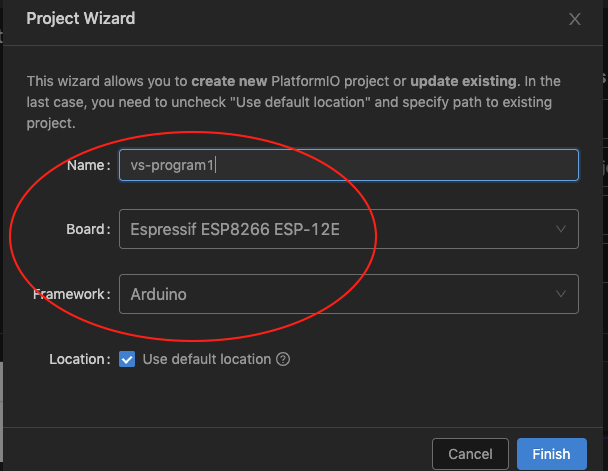 Project Wizard
This wizard allows you to create new PlatformIO project or update existing. In the
last case, you need to uncheck "Use default location" and specify path to existing
project.
Name: vs-program1
Board: Espressif ESP8266 ESP-12E
Framework: Arduino
Location: Use default location
Cancel Finish